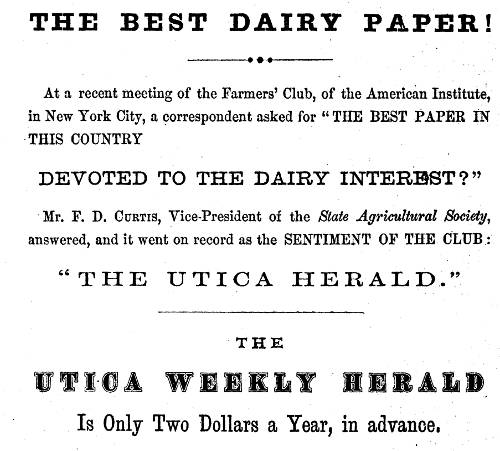 THE BEST DAIRY PAPER!
At a recent meeting of the Farmers' Club, of the American Institute,
in New York City, a correspondent asked for "THE BEST PAPER IN
THIS COUNTRY
DEVOTED TO THE DAIRY INTEREST?"
Mr. F. D. CURTIS, Vice-President of the State Agricultural Society,
answered, and it went on record as the SENTIMENT OF THE CLUB:
"THE UTICA HERALD."
THE
UTICA WEEKLY HERALD
Is Only Two Dollars a Year, in advance.